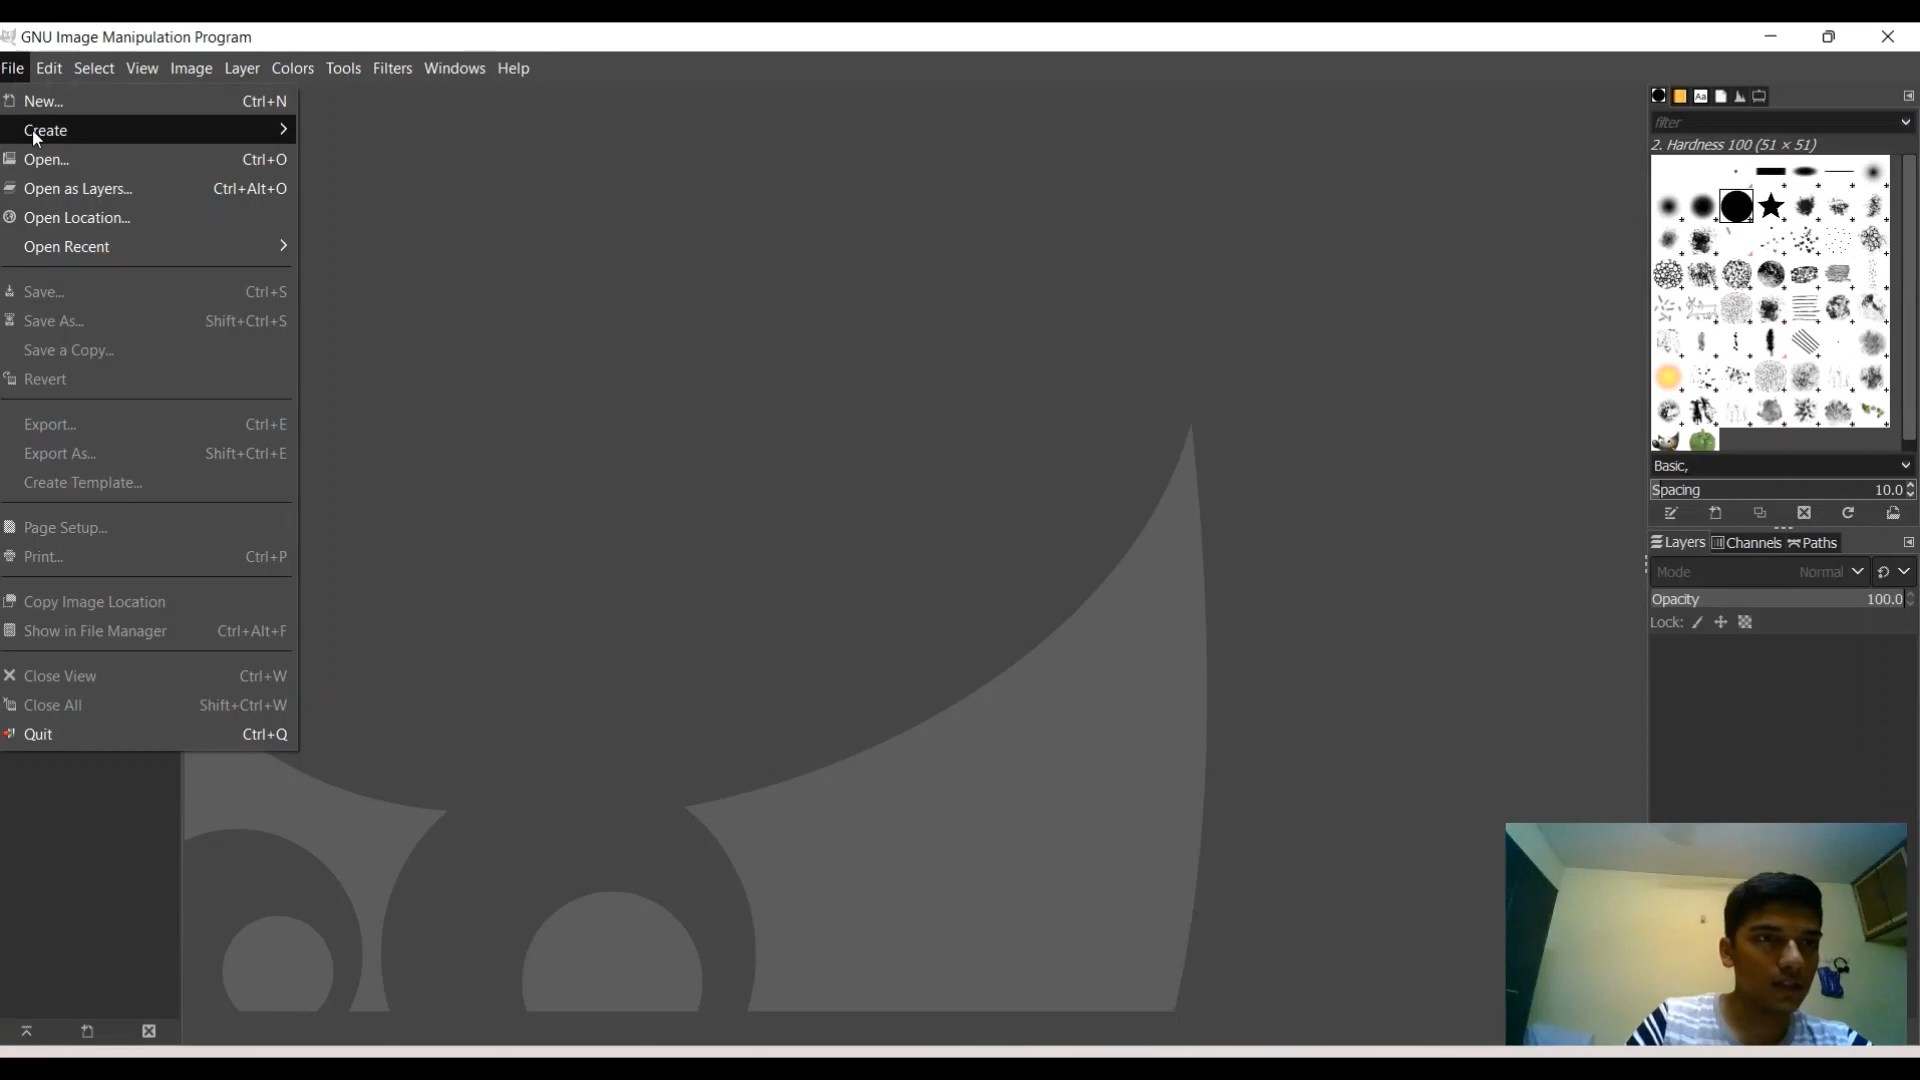 GNU Image Manipulation Program
File Edit Select View Image Layer Colors Tools Filters Windows Help
New... Ctrl+N
Create
Open... Ctrl+O
Open as Layers... Ctrl+Alt+O
Open Location...
Open Recent
Save... Ctrl+S
Save As... Shift+Ctrl+S
Save a Copy...
Revert
Export... Ctrl+E
Export As... Shift+Ctrl+E
Create Template...
Page Setup...
Print... Ctrl+P
Copy Image Location
Show in File Manager Ctrl+Alt+F
Close View Ctrl+W
Close All Shift+Ctrl+W
Quit Ctrl+Q
Aa
filter
2. Hardness 100 (51 × 51)
Basic,
Spacing 10.0
Layers Channels Paths
Mode Normal
Opacity 100.0
Lock: